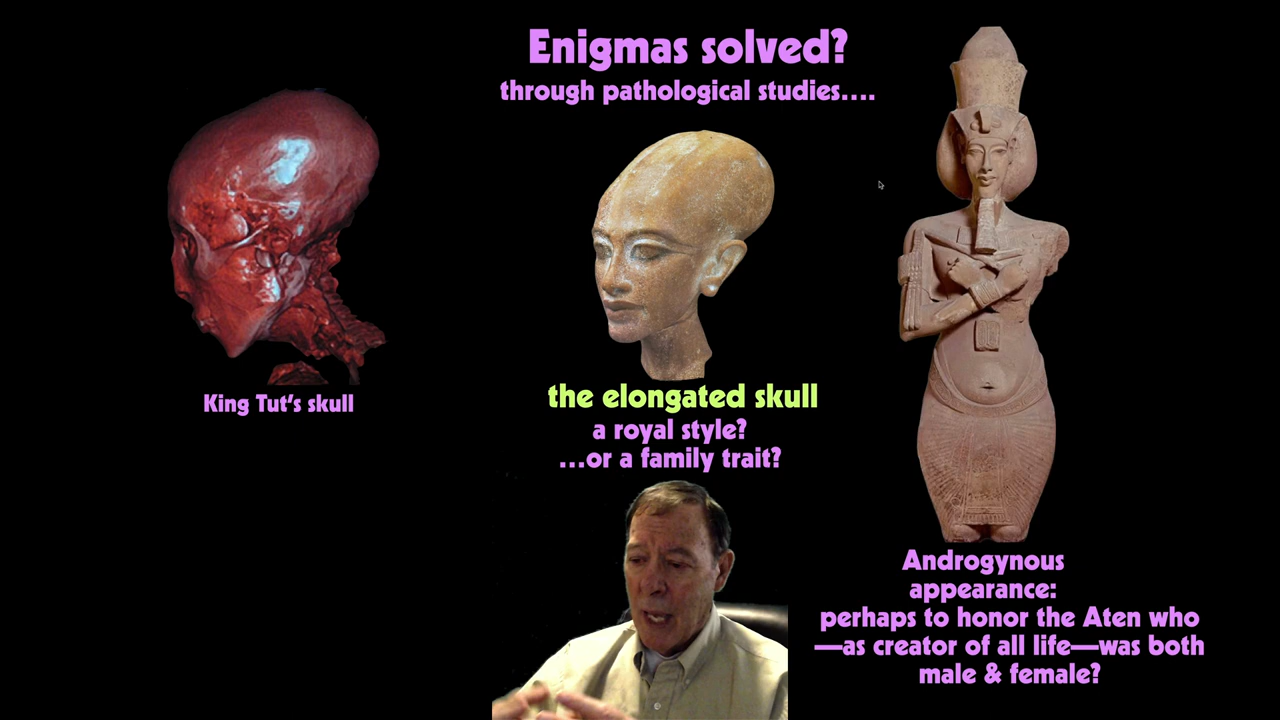 Enigmas solved?
through pathological studies....
King Tut's skull
the elongated skull
a royal style?
...or a family trait?
Androgynous
appearance:
perhaps to honor the Aten who
—as creator of all life—was both
male & female?